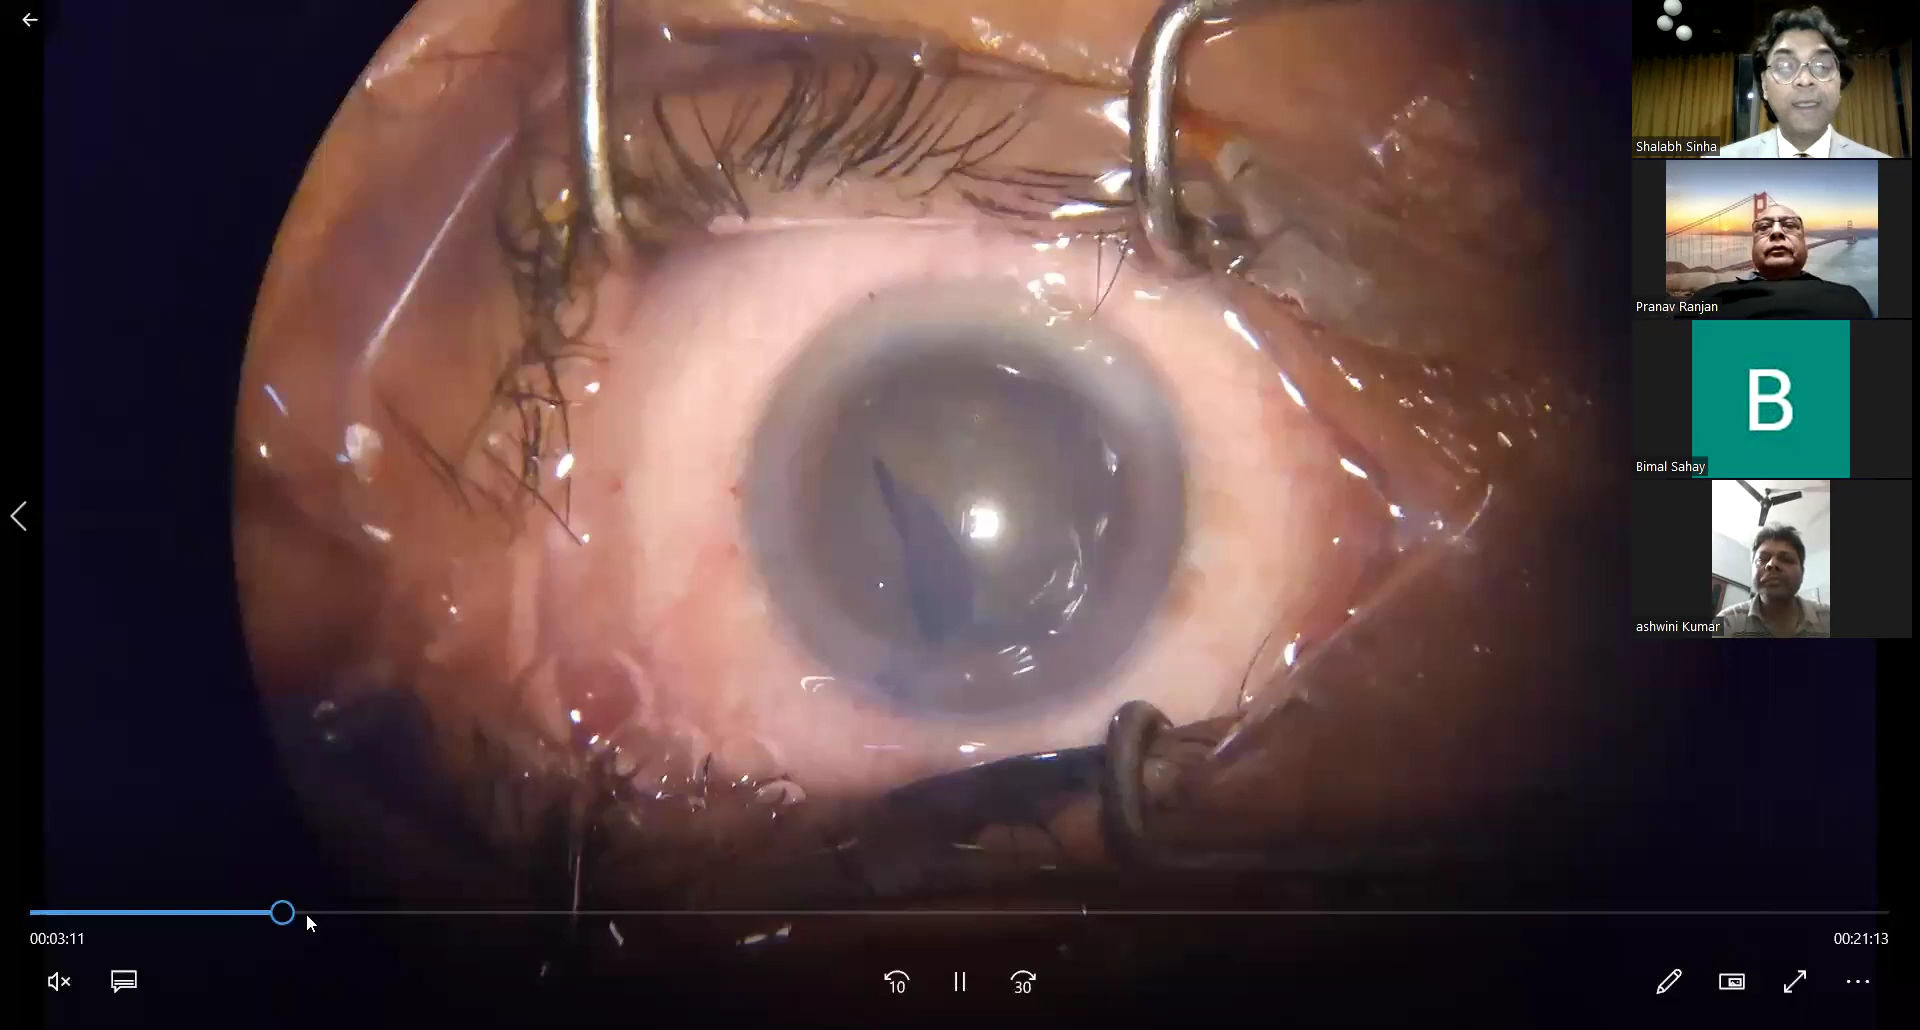 Shalabh Sinha
Pranav Ranjan
B
Bimal Sahay
ashwini Kumar
00:03:11
00:21:13
10
30